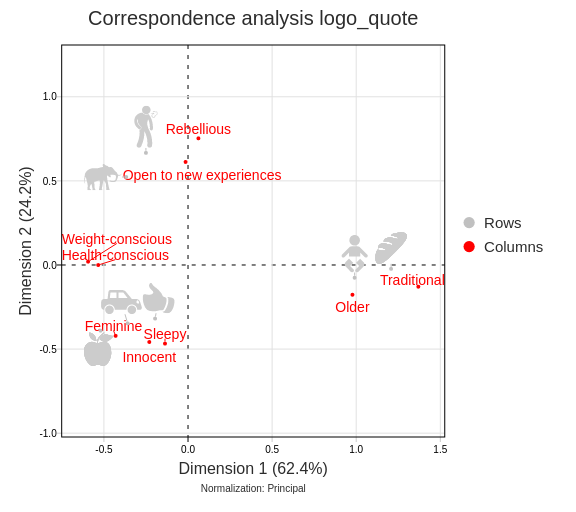 Correspondence analysis logo_quote
Dimension 2 (24.2%)
1.0
0.5
0.0
-0.5
-1.0
Rebellious
Open to new experiences
Weight-conscious
Health-conscious
Traditional
Older
Feminine
Sleepy
Innocent
-0.5 0.0 0.5 1.0 1.5
Dimension 1 (62.4%)
Normalization: Principal
Rows
Columns